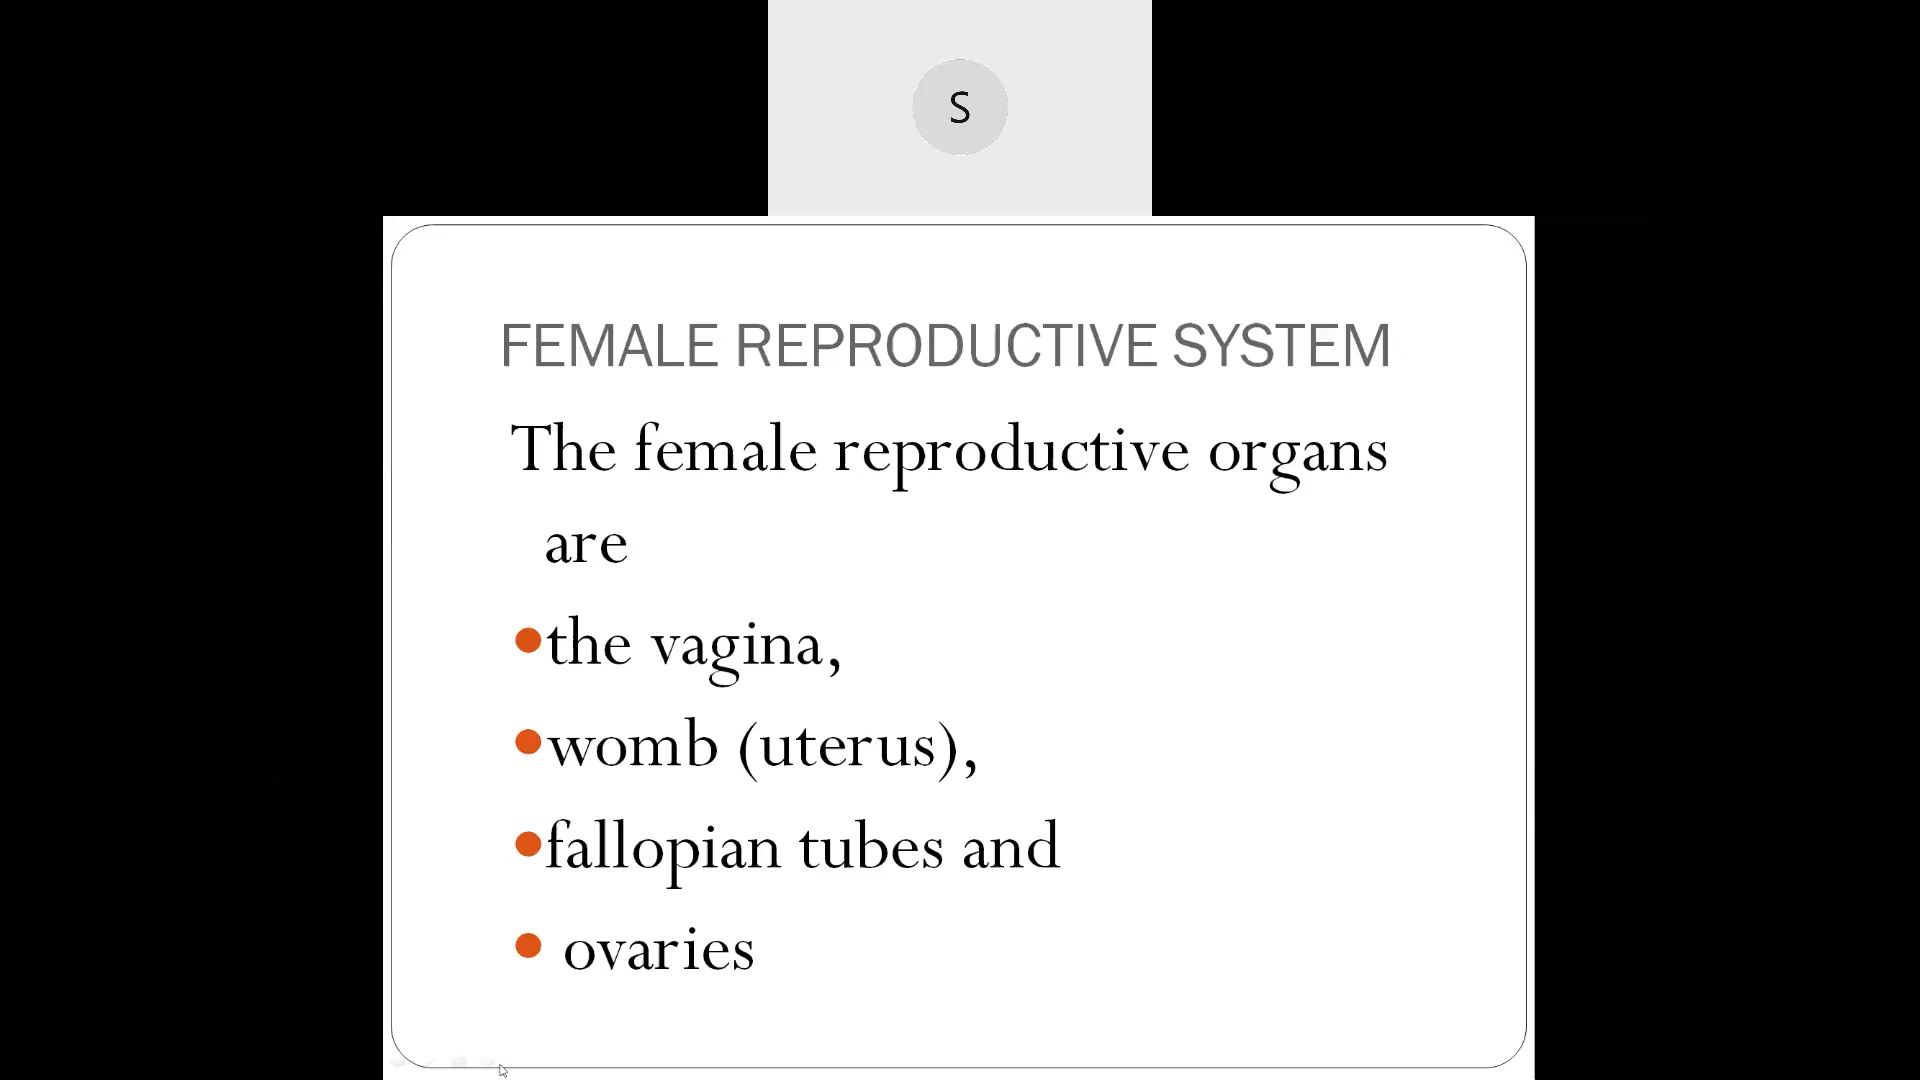 S
FEMALE REPRODUCTIVE SYSTEM
The female reproductive organs
are
•the vagina,
•womb (uterus),
•fallopian tubes and
• ovaries